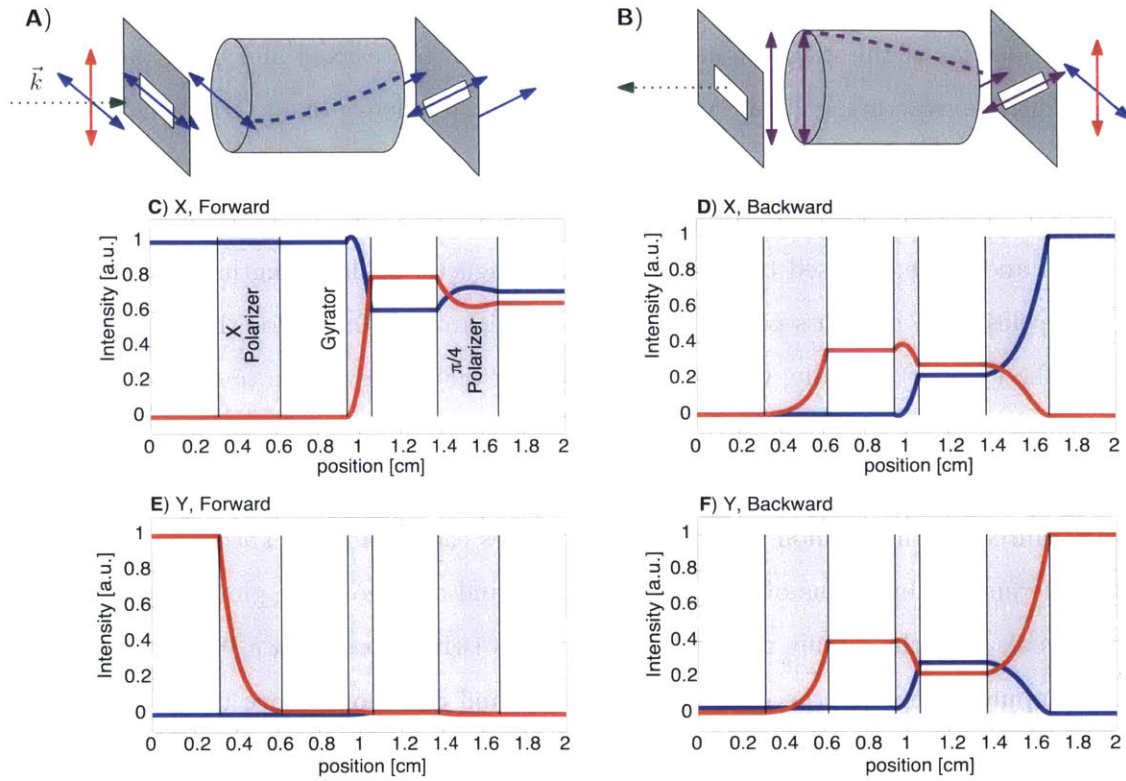 A)
B)
k
C) X, Forward
D) X, Backward
Intensity [a.u.]
1
0.8
0.6
0.4
0.2
0
X
Polarizer
Gyrator
π/4
Polarizer
0 0.2 0.4 0.6 0.8 1 1.2 1.4 1.6 1.8 2
position [cm]
Intensity [a.u.]
1
0.8
0.6
0.4
0.2
0
0 0.2 0.4 0.6 0.8 1 1.2 1.4 1.6 1.8 2
position [cm]
E) Y, Forward
F) Y, Backward
Intensity [a.u.]
1
0.8
0.6
0.4
0.2
0
0 0.2 0.4 0.6 0.8 1 1.2 1.4 1.6 1.8 2
position [cm]
Intensity [a.u.]
1
0.8
0.6
0.4
0.2
0
0 0.2 0.4 0.6 0.8 1 1.2 1.4 1.6 1.8 2
position [cm]